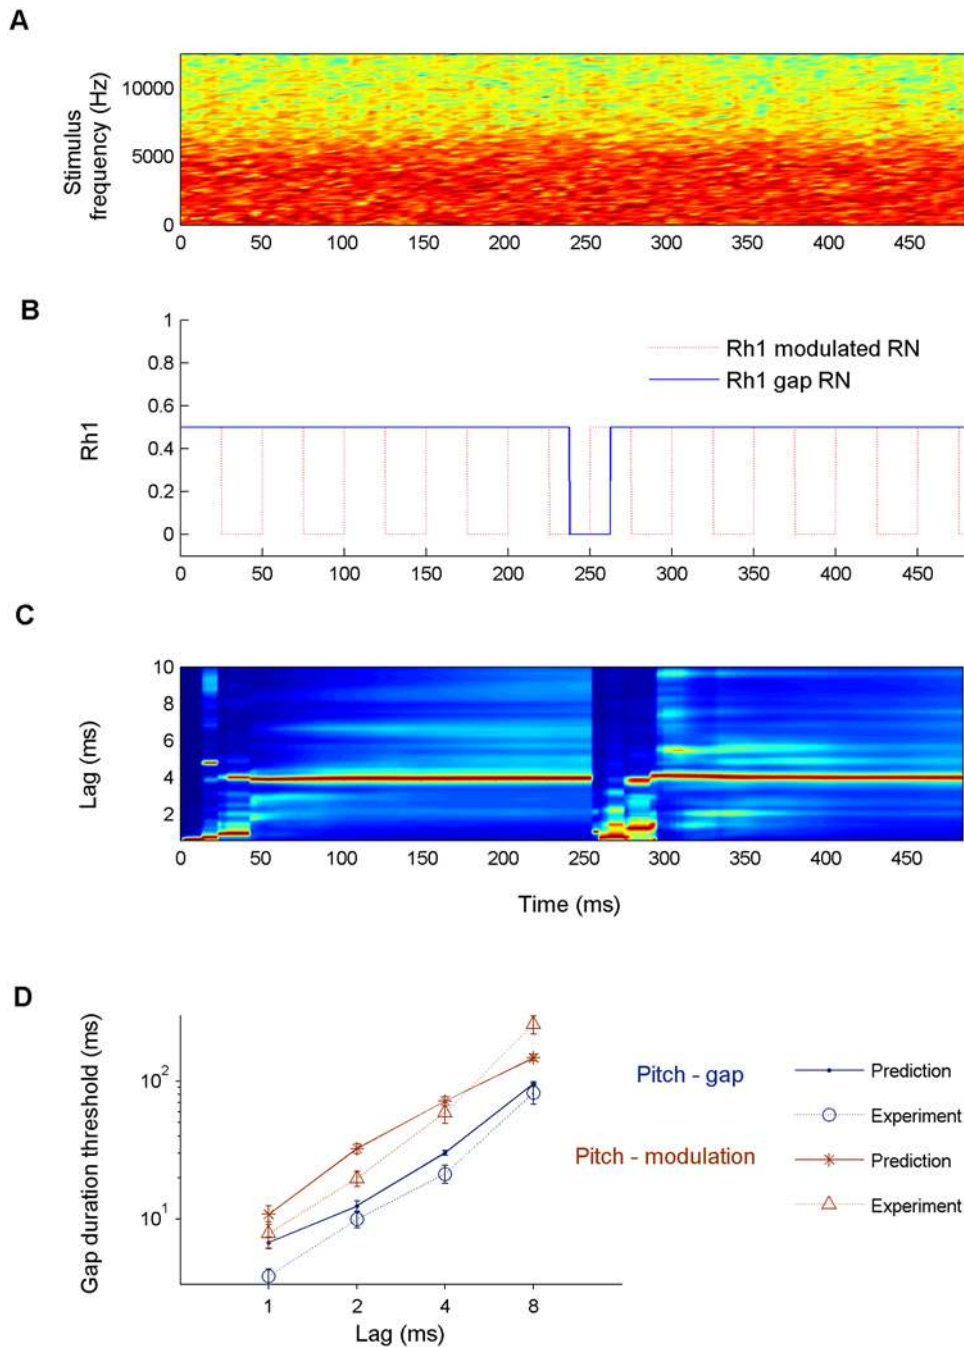 A
Stimulus
frequency (Hz)
10000
5000
0
0 50 100 150 200 250 300 350 400 450
B
Rh1
1
0.8
0.6
0.4
0.2
0
Rh1 modulated RN
Rh1 gap RN
0 50 100 150 200 250 300 350 400 450
C
Lag (ms)
10
8
6
4
2
0 50 100 150 200 250 300 350 400 450
Time (ms)
D
Gap duration threshold (ms)
10^2
10^1
1 2 4 8
Lag (ms)
Pitch - gap
Prediction
Experiment
Pitch - modulation
Prediction
Experiment